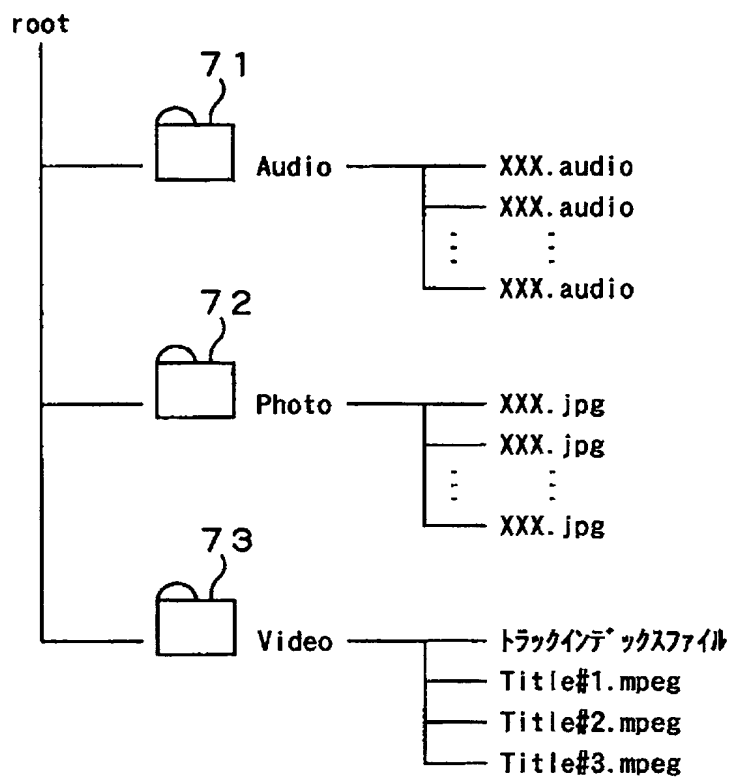 root
71
Audio
XXX.audio
XXX.audio
XXX.audio
72
Photo
XXX.jpg
XXX.jpg
XXX.jpg
73
Video
トラックインデックスファイル
Title#1.mpeg
Title#2.mpeg
Title#3.mpeg